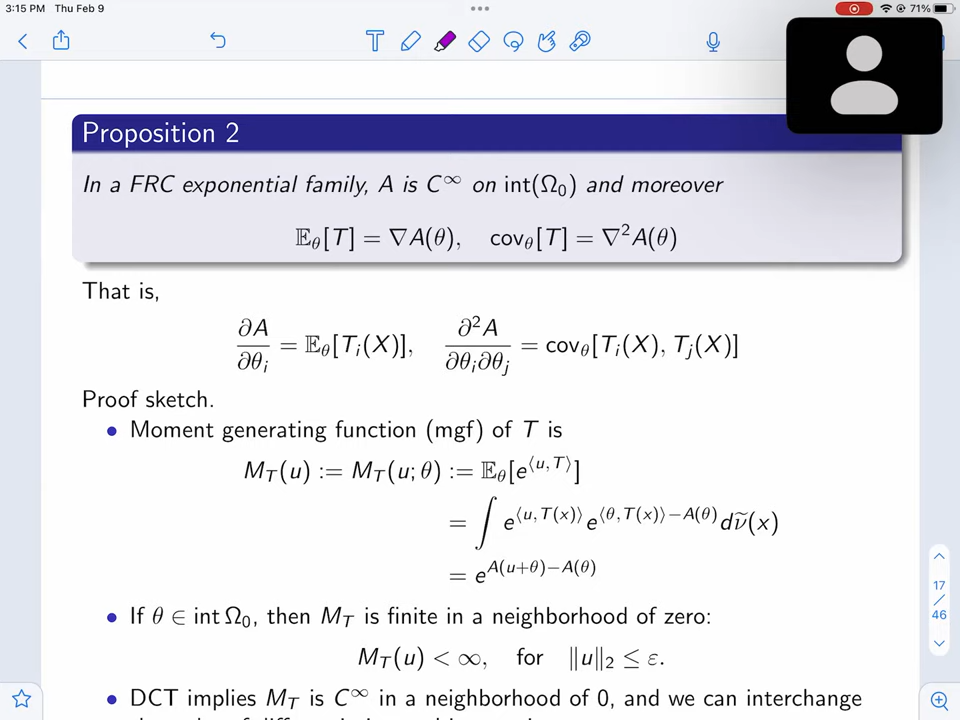 3:15 PM Thu Feb 9
71%
Proposition 2
In a FRC exponential family, A is C^∞ on int(Ω₀) and moreover
𝔼_θ[T] = ∇A(θ), cov_θ[T] = ∇²A(θ)
That is,
∂A/∂θ_i = 𝔼_θ[T_i(X)], ∂²A/∂θ_i∂θ_j = cov_θ[T_i(X), T_j(X)]
Proof sketch.
• Moment generating function (mgf) of T is
M_T(u) := M_T(u; θ) := 𝔼_θ[e^{⟨u,T⟩}]
= ∫ e^{⟨u,T(x)⟩} e^{⟨θ,T(x)⟩−A(θ)} dν̃(x)
= e^{A(u+θ)−A(θ)}
• If θ ∈ int Ω₀, then M_T is finite in a neighborhood of zero:
M_T(u) < ∞, for ‖u‖₂ ≤ ε.
• DCT implies M_T is C^∞ in a neighborhood of 0, and we can interchange
17
/
46